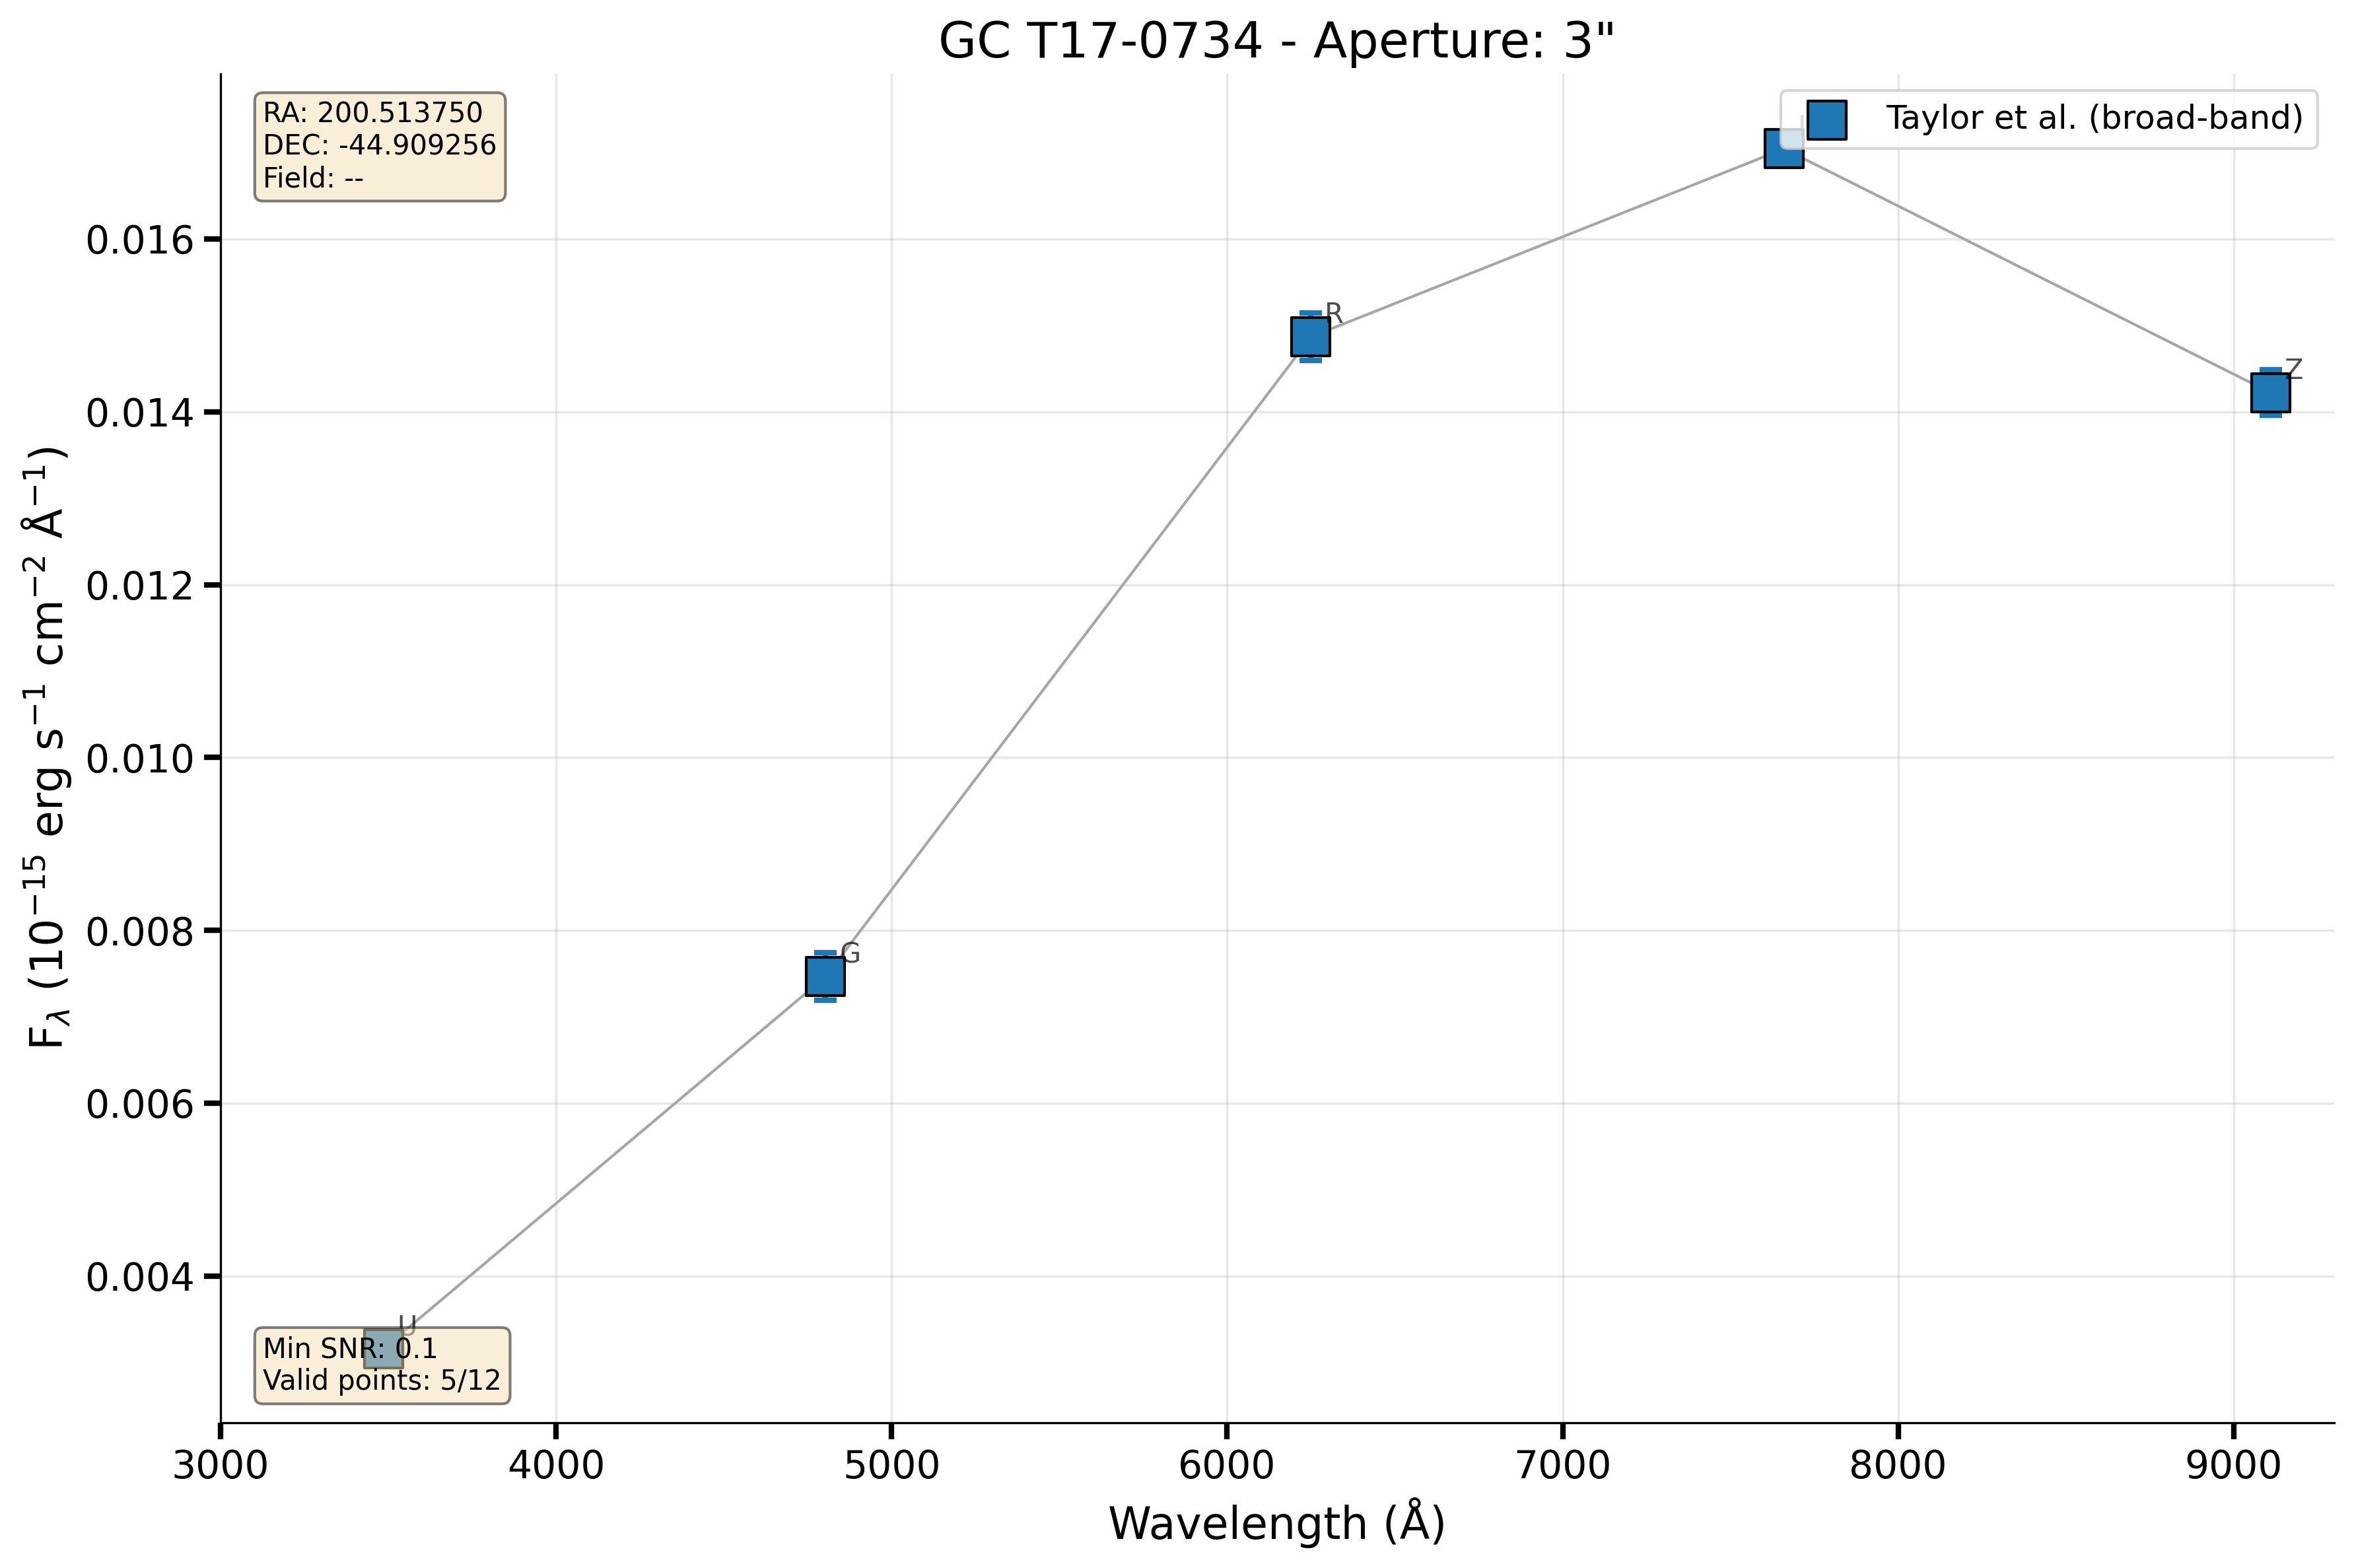 GC T17-0734 - Aperture: 3"
RA: 200.513750
DEC: -44.909256
Field: --
Taylor et al. (broad-band)
R
Z
G
U
Min SNR: 0.1
Valid points: 5/12
0.016
0.014
0.012
0.010
0.008
0.006
0.004
F_λ (10⁻¹⁵ erg s⁻¹ cm⁻² Å⁻¹)
3000 4000 5000 6000 7000 8000 9000
Wavelength (Å)